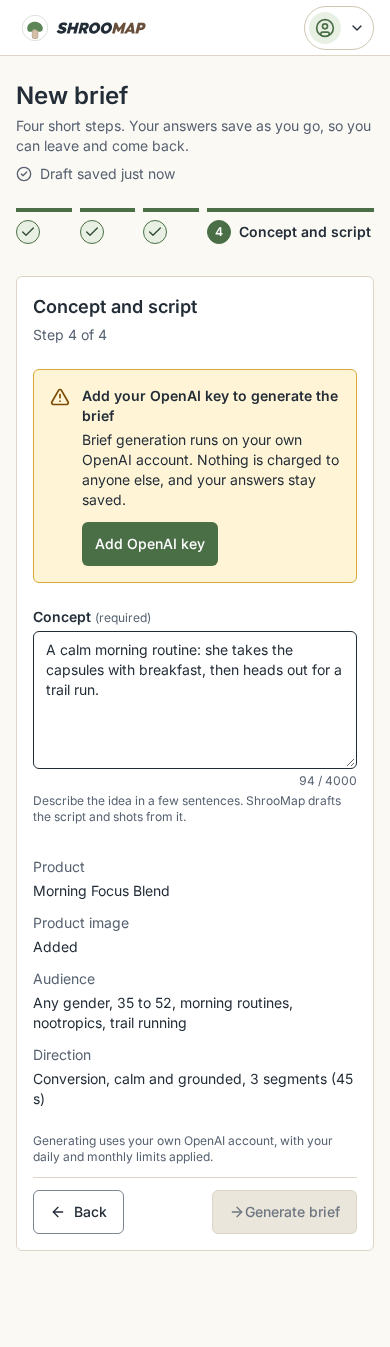 SHROOMAP
New brief
Four short steps. Your answers save as you go, so you
can leave and come back.
Draft saved just now
4 Concept and script
Concept and script
Step 4 of 4
Add your OpenAI key to generate the
brief
Brief generation runs on your own
OpenAI account. Nothing is charged to
anyone else, and your answers stay
saved.
Add OpenAI key
Concept (required)
A calm morning routine: she takes the
capsules with breakfast, then heads out for a
trail run.
94 / 4000
Describe the idea in a few sentences. ShrooMap drafts
the script and shots from it.
Product
Morning Focus Blend
Product image
Added
Audience
Any gender, 35 to 52, morning routines,
nootropics, trail running
Direction
Conversion, calm and grounded, 3 segments (45
s)
Generating uses your own OpenAI account, with your
daily and monthly limits applied.
Back
Generate brief